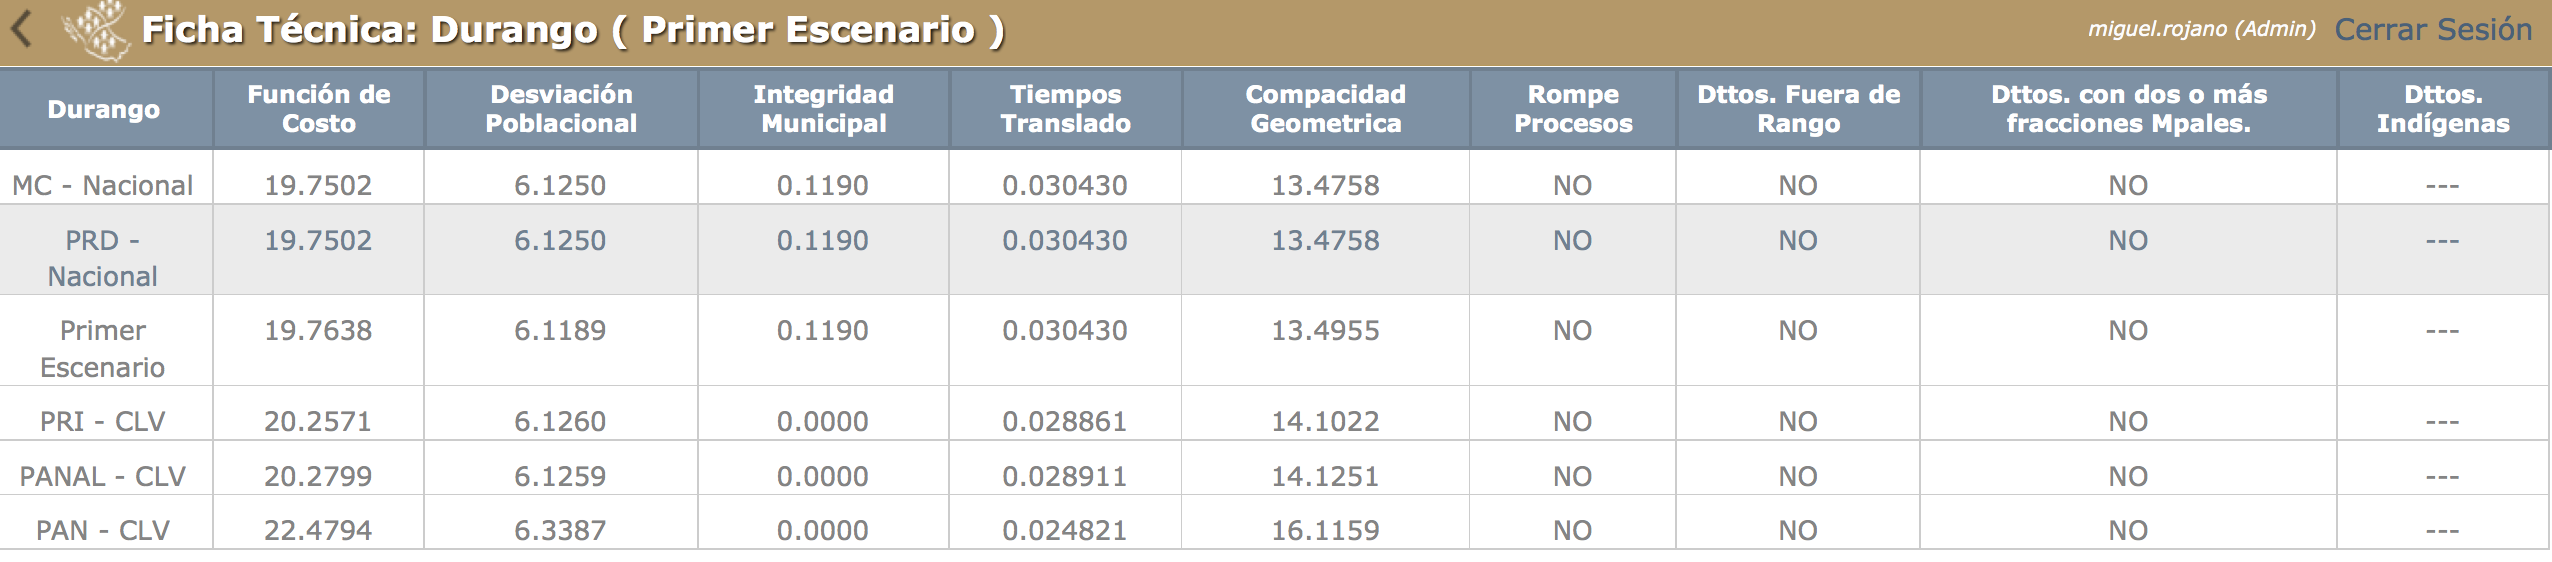 Ficha Técnica: Durango ( Primer Escenario )
miguel.rojano (Admin) Cerrar Sesión
Durango Función de Costo Desviación Poblacional Integridad Municipal Tiempos Translado Compacidad Geometrica Rompe Procesos Dttos. Fuera de Rango Dttos. con dos o más fracciones Mpales. Dttos. Indígenas
MC - Nacional 19.7502 6.1250 0.1190 0.030430 13.4758 NO NO NO ---
PRD - Nacional 19.7502 6.1250 0.1190 0.030430 13.4758 NO NO NO ---
Primer Escenario 19.7638 6.1189 0.1190 0.030430 13.4955 NO NO NO ---
PRI - CLV 20.2571 6.1260 0.0000 0.028861 14.1022 NO NO NO ---
PANAL - CLV 20.2799 6.1259 0.0000 0.028911 14.1251 NO NO NO ---
PAN - CLV 22.4794 6.3387 0.0000 0.024821 16.1159 NO NO NO ---